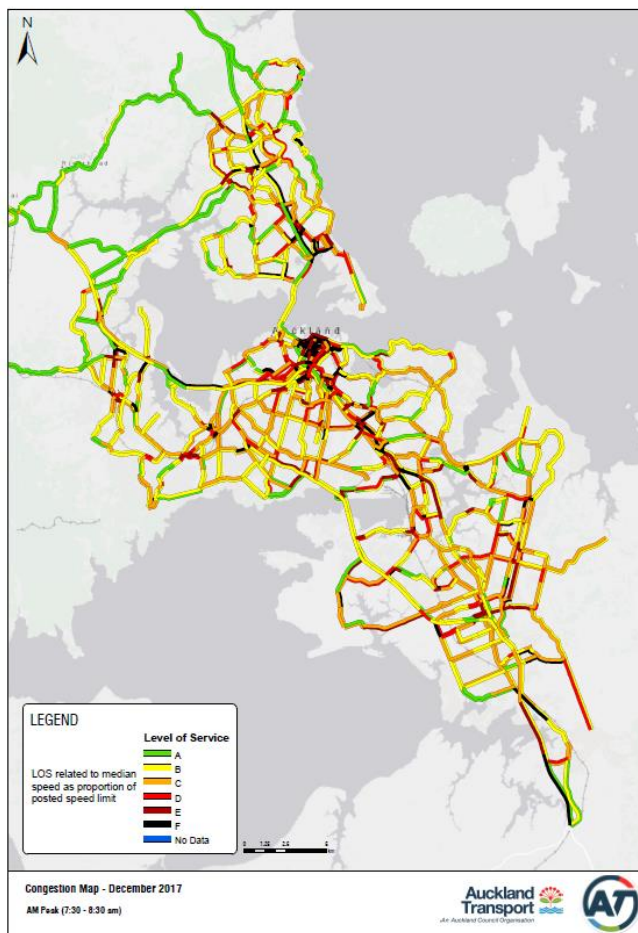 N
Auckland
LEGEND
Level of Service
LOS related to median
speed as proportion of
posted speed limit
A
B
C
D
E
F
No Data
Congestion Map - December 2017
AM Peak (7:30 - 8:30 am)
Auckland
Transport
An Auckland Council Organisation
AT